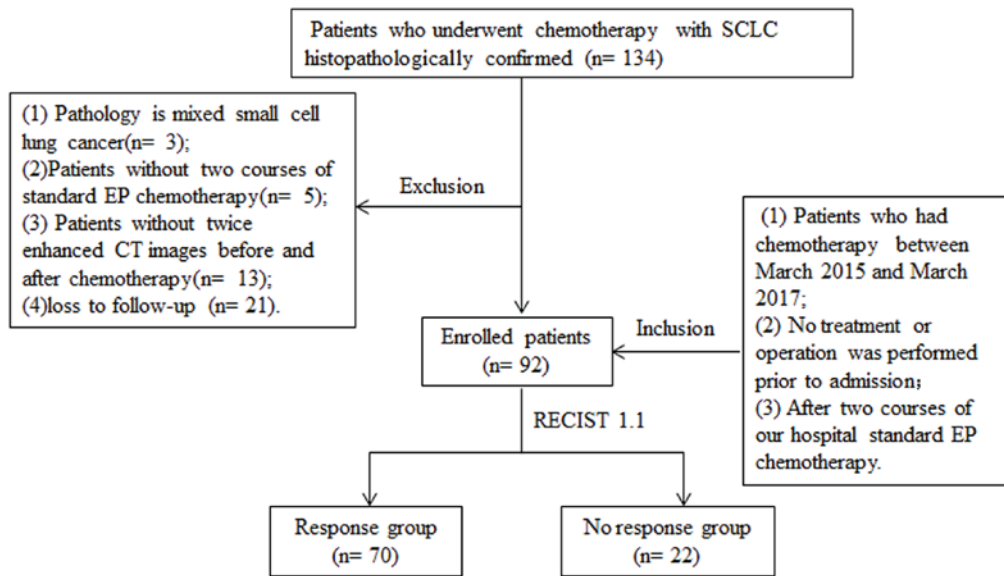 Patients who underwent chemotherapy with SCLC
histopathologically confirmed (n= 134)
(1) Pathology is mixed small cell
lung cancer(n= 3);
(2)Patients without two courses of
standard EP chemotherapy(n= 5);
(3) Patients without twice
enhanced CT images before and
after chemotherapy(n= 13);
(4)loss to follow-up (n= 21).
Exclusion
(1) Patients who had
chemotherapy between
March 2015 and March
2017;
(2) No treatment or
operation was performed
prior to admission;
(3) After two courses of
our hospital standard EP
chemotherapy.
Inclusion
Enrolled patients
(n= 92)
RECIST 1.1
Response group
(n= 70)
No response group
(n= 22)